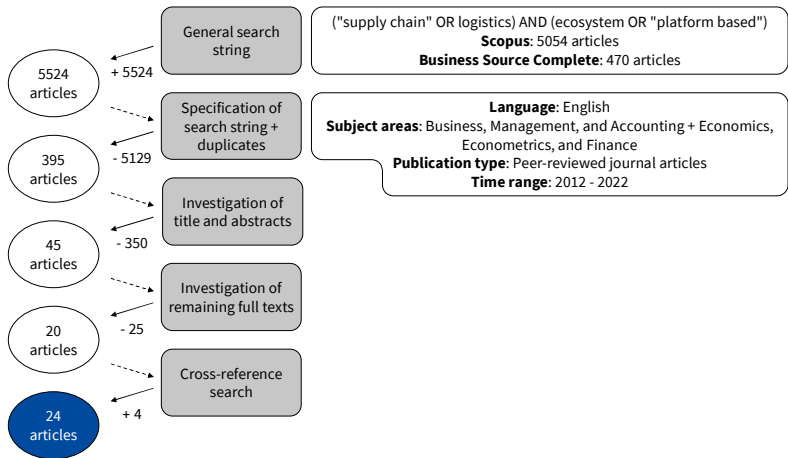 General search
string
("supply chain" OR logistics) AND (ecosystem OR "platform based")
Scopus: 5054 articles
Business Source Complete: 470 articles
+ 5524
5524
articles
Specification of
search string +
duplicates
Language: English
Subject areas: Business, Management, and Accounting + Economics,
Econometrics, and Finance
Publication type: Peer-reviewed journal articles
Time range: 2012 - 2022
- 5129
395
articles
Investigation of
title and abstracts
- 350
45
articles
Investigation of
remaining full texts
- 25
20
articles
Cross-reference
search
+ 4
24
articles